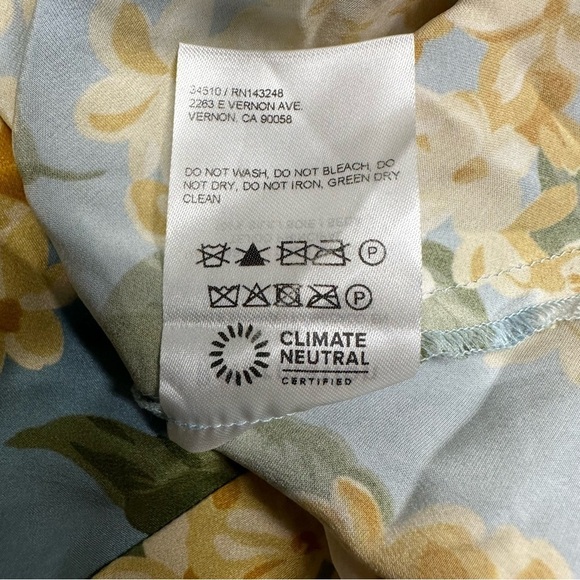 34510 / RN143248
2263 E VERNON AVE.
VERNON, CA 90058
DO NOT WASH, DO NOT BLEACH, DO
NOT DRY, DO NOT IRON, GREEN DRY
CLEAN
P
P
CLIMATE
NEUTRAL
CERTIFIED